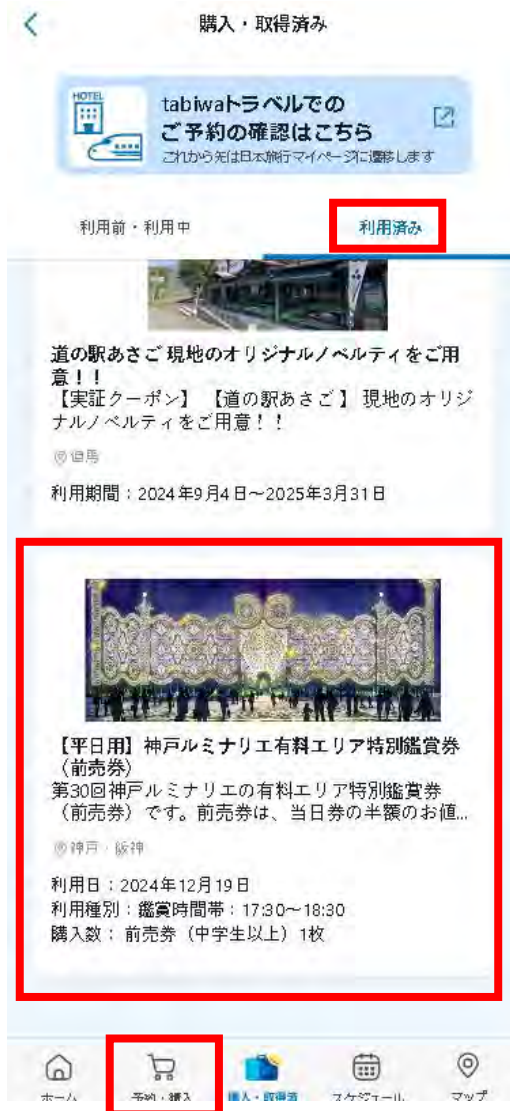 購入・取得済み
HOTEL
tabiwaトラベルでの
ご予約の確認はこちら
これから先は日本旅行マイページに遷移します
利用前・利用中
利用済み
道の駅あさご 現地のオリジナルノベルティをご用
意！！
【実証クーポン】 【道の駅あさご 】 現地のオリジ
ナルノベルティをご用意！！
但馬
利用期間：2024年9月4日～2025年3月31日
【平日用】神戸ルミナリエ有料エリア特別鑑賞券
（前売券）
第30回神戸ルミナリエの有料エリア特別鑑賞券
（前売券）です。前売券は、当日券の半額のお値...
神戸・阪神
利用日：2024年12月19日
利用種別：鑑賞時間帯：17:30～18:30
購入数： 前売券（中学生以上）1枚
ホーム
予約・購入
購入・取得済
スケジュール
マップ